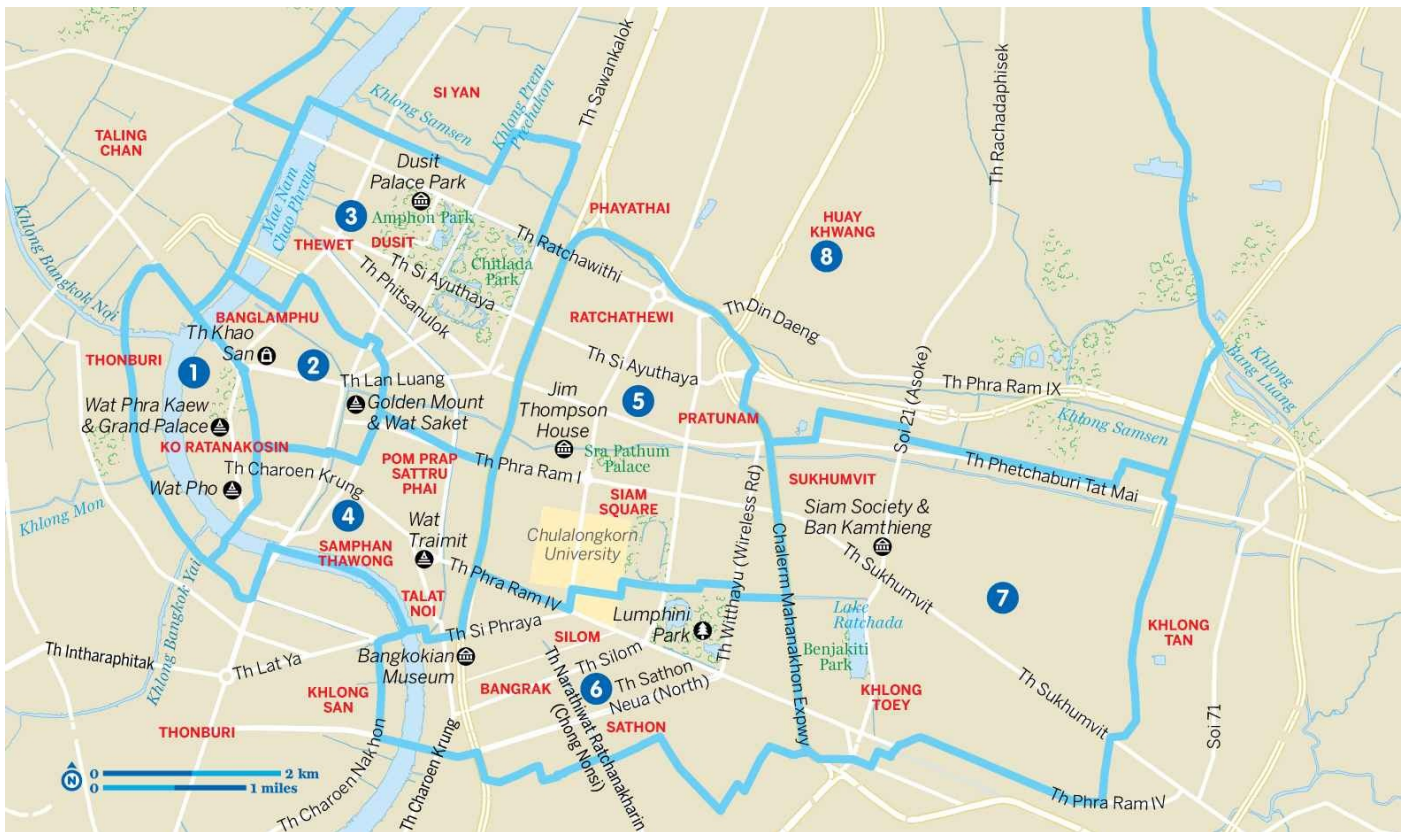 SI YAN
Khlong Samsen
Khlong Prem
Prechakon
Th Sawankalok
Th Rachadaphisek
TALING
CHAN
Mae Nam
Chao Phraya
Dusit
Palace Park
3
Amphon Park
THEWET
DUSIT
PHAYATHAI
HUAY
KHWANG
8
Khlong Bangkok Noi
Th Ratchawithi
Chitlada
Park
Th Si Ayuthaya
Th Phitsanulok
BANGLAMPHU
Th Khao
San
RATCHATHEWI
Th Din Daeng
THONBURI
1
2
Th Si Ayuthaya
Khlong
Bang Luang
Th Lan Luang
Golden Mount
& Wat Saket
Jim
Thompson
House
5
PRATUNAM
Soi 21 (Asoke)
Th Phra Ram IX
Khlong Samsen
Wat Phra Kaew
& Grand Palace
KO RATANAKOSIN
Th Charoen Krung
POM PRAP
SATTRU
PHAI
Th Phra Ram I
Sra Pathum
Palace
Th Phetchaburi Tat Mai
Wat Pho
SIAM
SQUARE
SUKHUMVIT
Siam Society &
Ban Kamthieng
Khlong Mon
4
SAMPHAN
THAWONG
Wat
Traimit
Chulalongkorn
University
Th Witthayu (Wireless Rd)
Chalerm Mahanakhon Expwy
Th Sukhumvit
Khlong Bangkok Yai
TALAT
NOI
Th Phra Ram IV
7
Lumphini
Park
Lake
Ratchada
Th Si Phraya
SILOM
KHLONG
TAN
Th Intharaphitak
Th Lat Ya
Bangkokian
Museum
Th Silom
Benjakiti
Park
KHLONG
SAN
BANGRAK
6
Th Sathon
Neua (North)
KHLONG
TOEY
Th Sukhumvit
THONBURI
SATHON
Th Narathiwat Ratchanakharin
(Chong Nonsi)
Soi 71
Th Charoen Nakhon
Th Charoen Krung
Th Phra Ram IV
N
0 2 km
0 1 miles